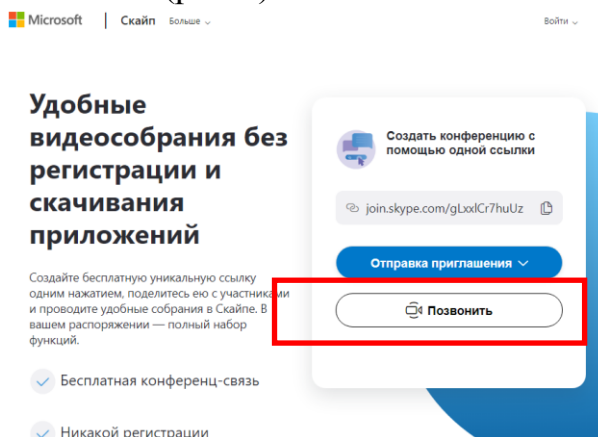 Microsoft | Скайп Больше Войти
Удобные
видеособрания без
регистрации и
скачивания
приложений
Создайте бесплатную уникальную ссылку
одним нажатием, поделитесь ею с участниками
и проводите удобные собрания в Скайпе. В
вашем распоряжении — полный набор
функций.
Бесплатная конференц-связь
Никакой регистрации
Создать конференцию с
помощью одной ссылки
join.skype.com/gLxxlCr7huUz
Отправка приглашения
Позвонить